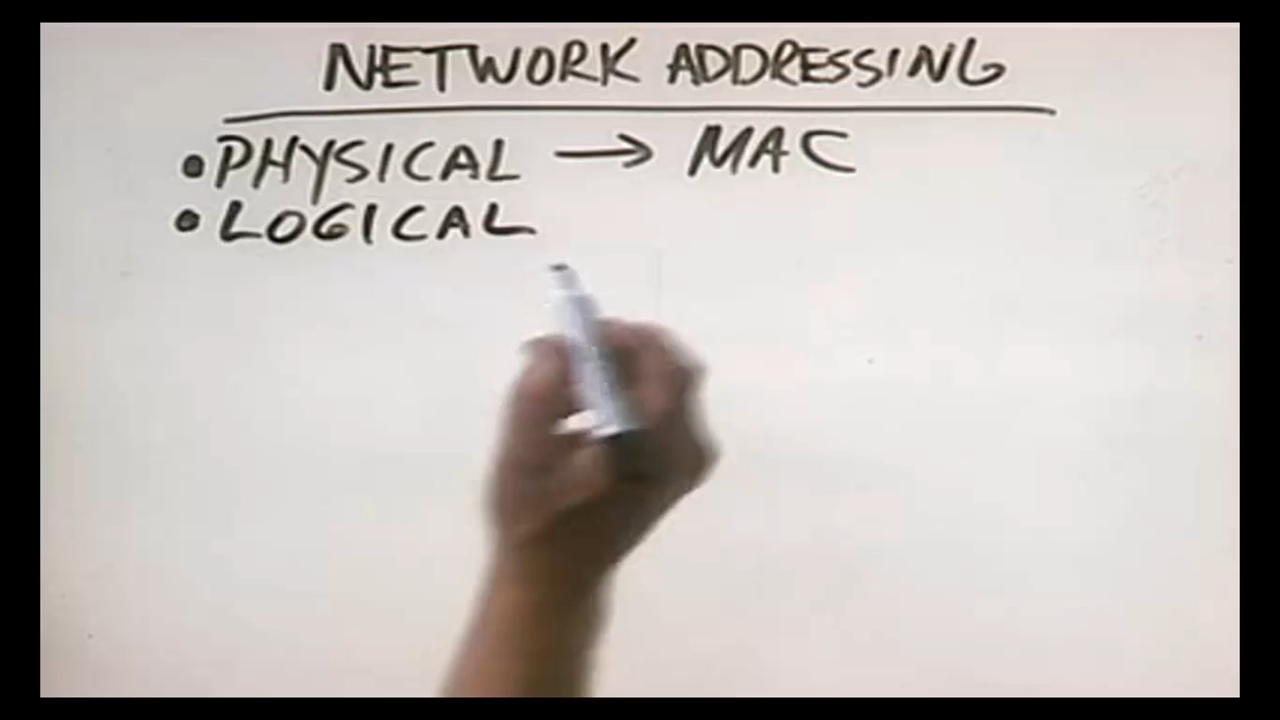 NETWORK ADDRESSING
• PHYSICAL → MAC
• LOGICAL